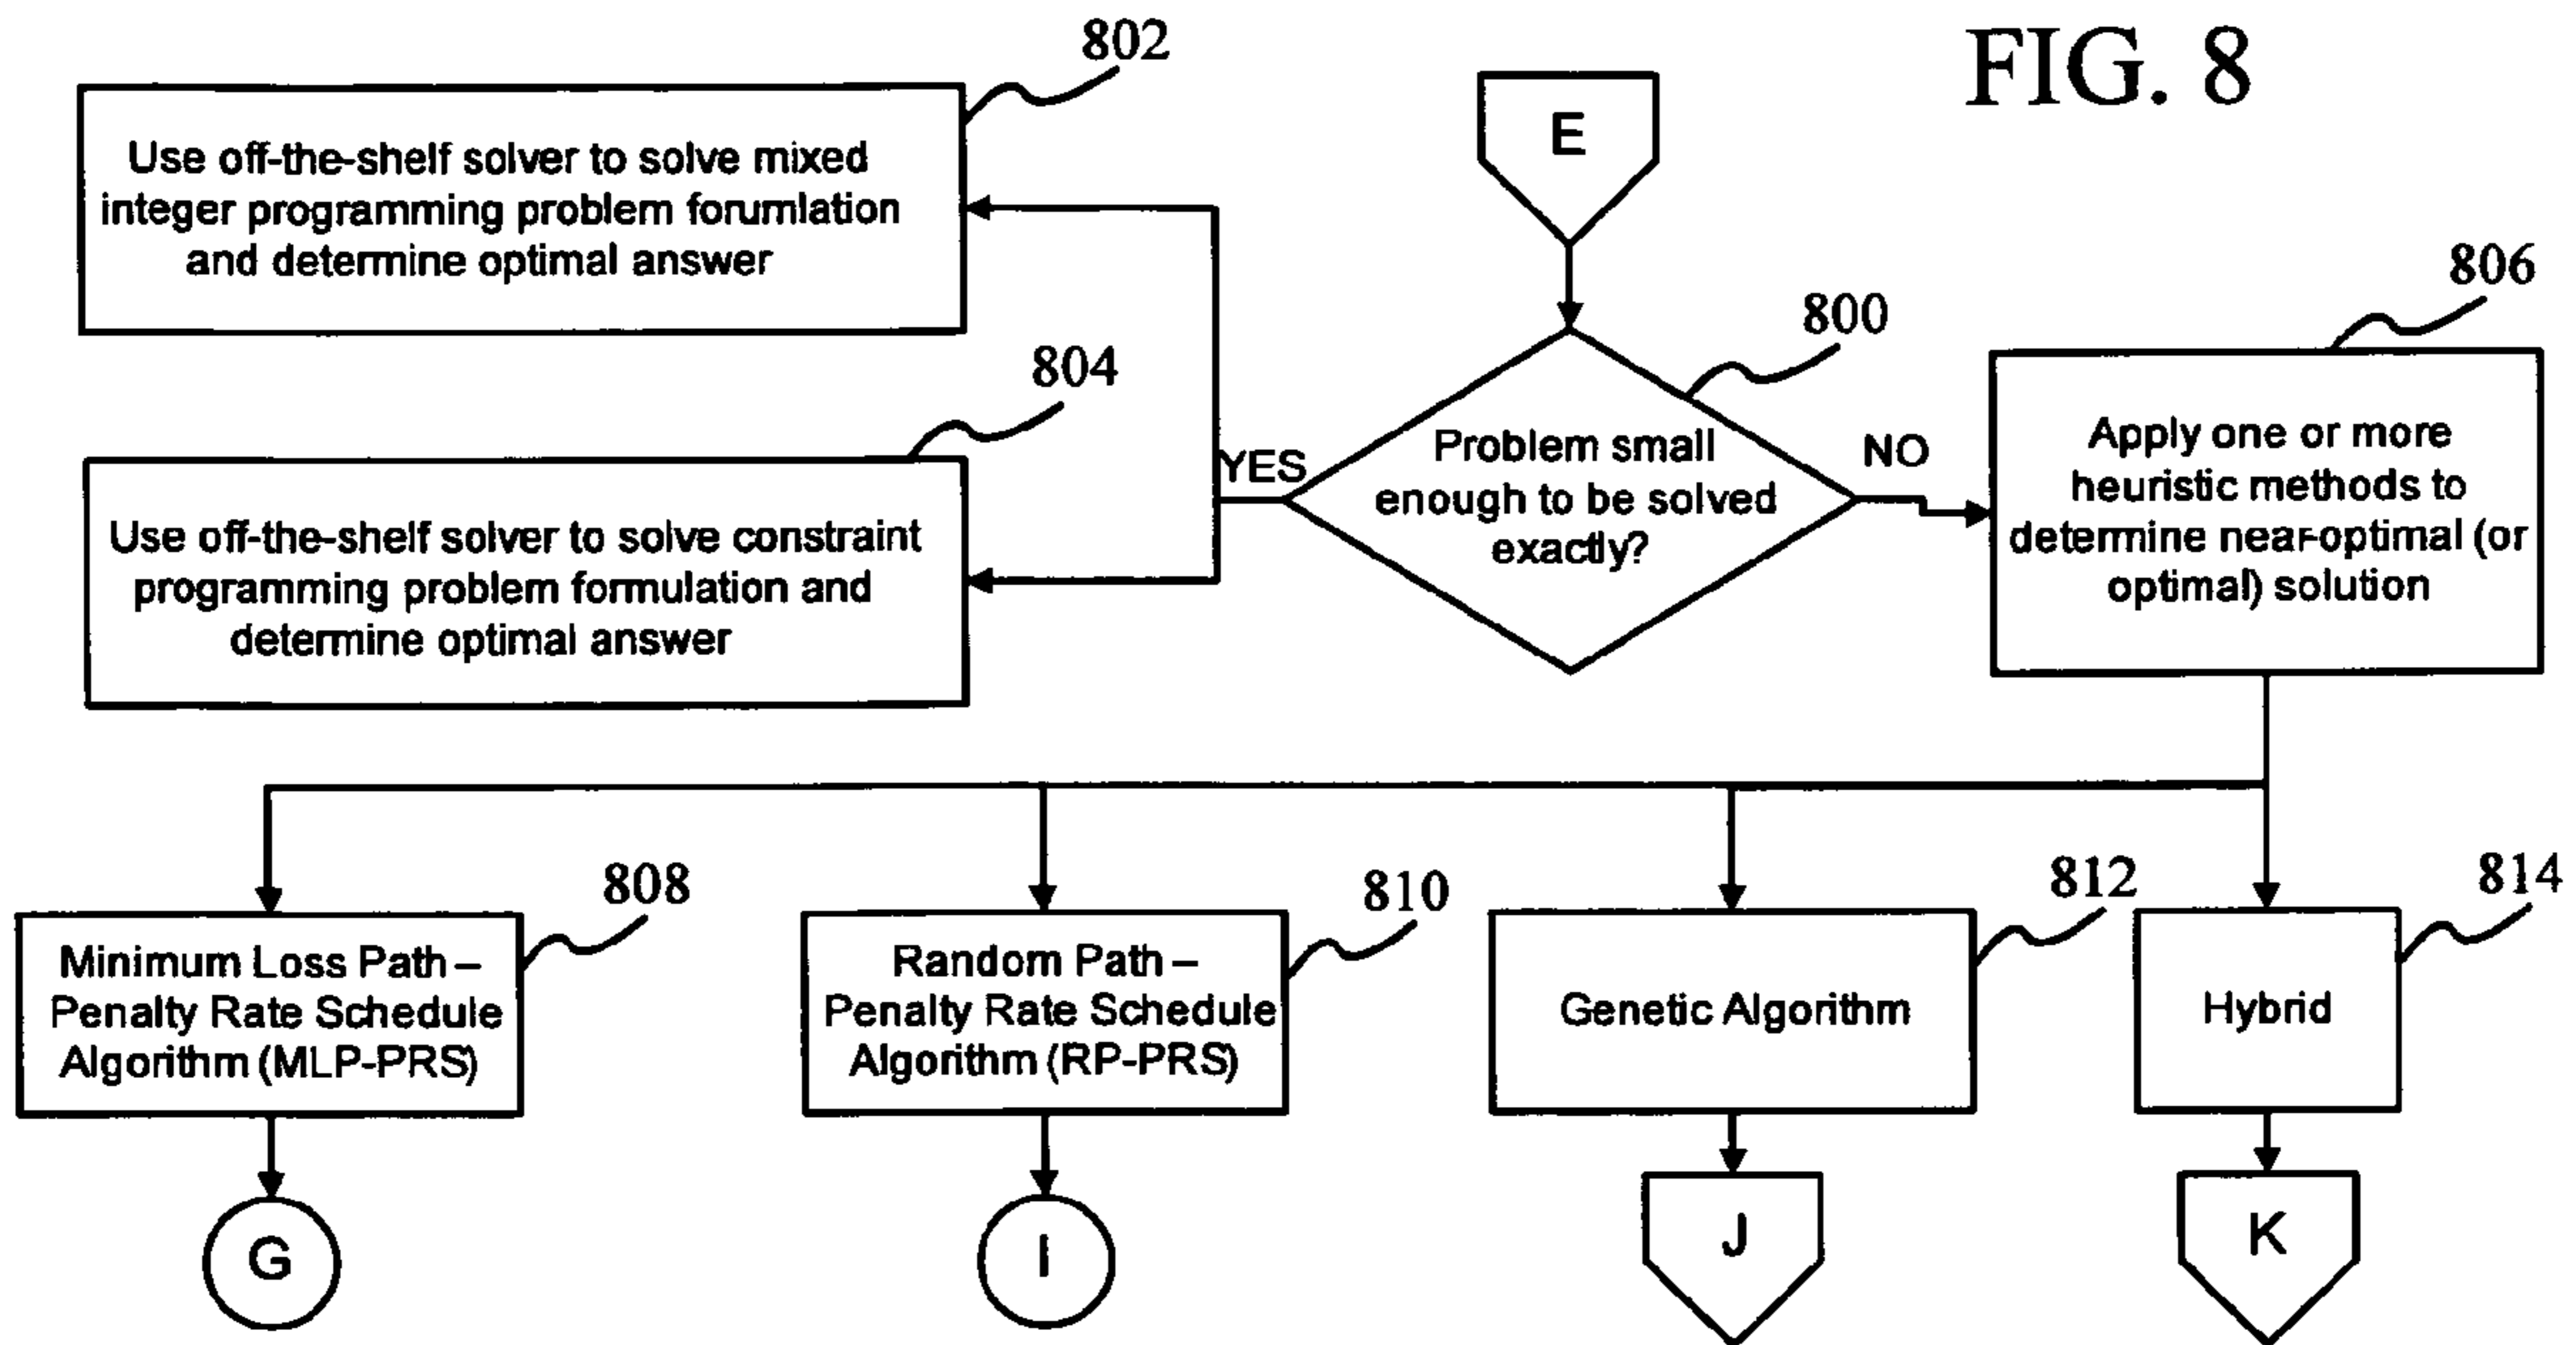 FIG. 8
802
Use off-the-shelf solver to solve mixed
integer programming problem forumlation
and determine optimal answer
E
804
Use off-the-shelf solver to solve constraint
programming problem formulation and
determine optimal answer
YES
800
Problem small
enough to be solved
exactly?
NO
806
Apply one or more
heuristic methods to
determine near-optimal (or
optimal) solution
808
Minimum Loss Path –
Penalty Rate Schedule
Algorithm (MLP-PRS)
810
Random Path –
Penalty Rate Schedule
Algorithm (RP-PRS)
812
Genetic Algorithm
814
Hybrid
G
I
J
K